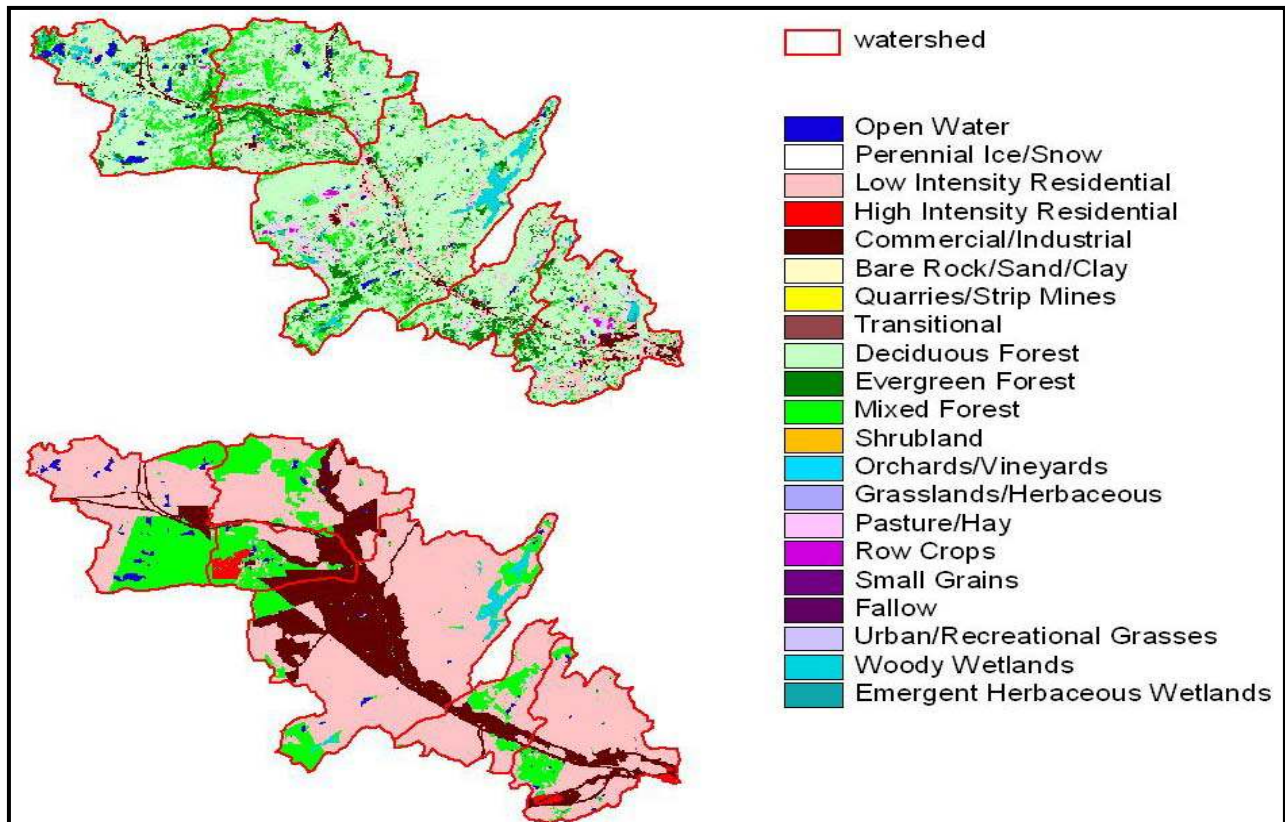 watershed
Open Water
Perennial Ice/Snow
Low Intensity Residential
High Intensity Residential
Commercial/Industrial
Bare Rock/Sand/Clay
Quarries/Strip Mines
Transitional
Deciduous Forest
Evergreen Forest
Mixed Forest
Shrubland
Orchards/Vineyards
Grasslands/Herbaceous
Pasture/Hay
Row Crops
Small Grains
Fallow
Urban/Recreational Grasses
Woody Wetlands
Emergent Herbaceous Wetlands